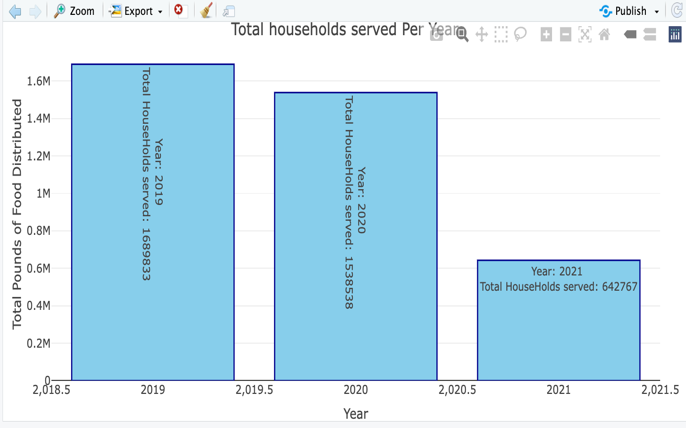 Zoom Export Publish
Total households served Per Year
Total Pounds of Food Distributed
1.6M
1.4M
1.2M
1M
0.8M
0.6M
0.4M
0.2M
0
Year: 2019
Total HouseHolds served: 1689833
Year: 2020
Total HouseHolds served: 1538538
Year: 2021
Total HouseHolds served: 642767
2,018.5 2019 2,019.5 2020 2,020.5 2021 2,021.5
Year